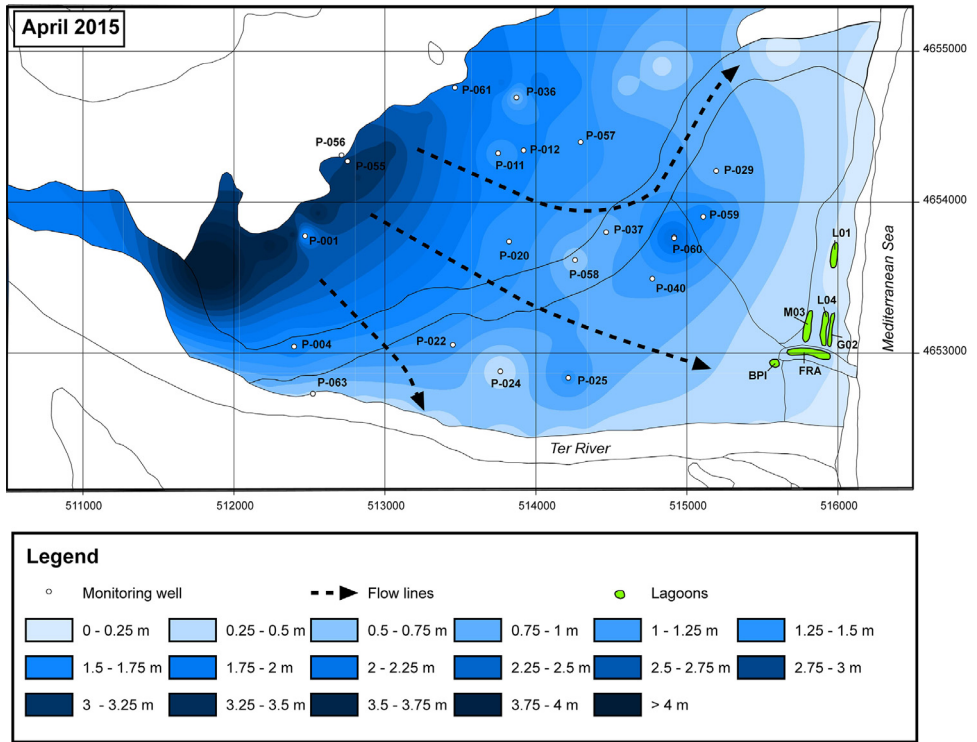 April 2015
4655000
P-061
P-036
P-056
P-055
P-057
P-012
P-011
P-029
4654000
P-001
P-059
P-037
P-060
P-020
P-058
P-040
L01
Mediterranean Sea
L04
M03
G02
P-004
P-022
4653000
P-063
P-024
P-025
BPI
FRA
Ter River
511000
512000
513000
514000
515000
516000
Legend
Monitoring well
Flow lines
Lagoons
0 - 0.25 m
0.25 - 0.5 m
0.5 - 0.75 m
0.75 - 1 m
1 - 1.25 m
1.25 - 1.5 m
1.5 - 1.75 m
1.75 - 2 m
2 - 2.25 m
2.25 - 2.5 m
2.5 - 2.75 m
2.75 - 3 m
3 - 3.25 m
3.25 - 3.5 m
3.5 - 3.75 m
3.75 - 4 m
> 4 m